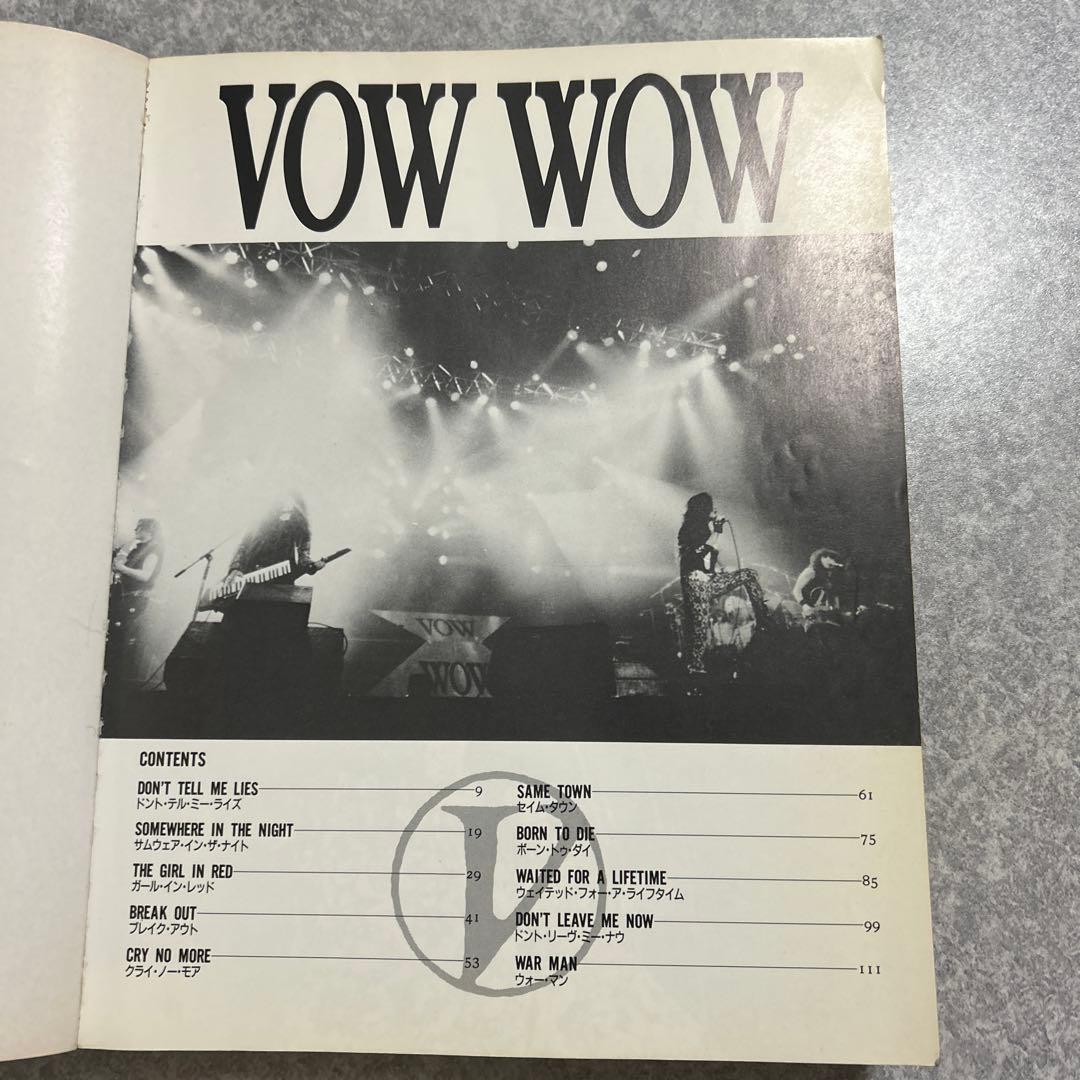 VOW WOW
VOW
WOW
CONTENTS
DON'T TELL ME LIES 9
ドント・テル・ミー・ライズ
SOMEWHERE IN THE NIGHT 19
サムウェア・イン・ザ・ナイト
THE GIRL IN RED 29
ガール・イン・レッド
BREAK OUT 41
ブレイク・アウト
CRY NO MORE 53
クライ・ノー・モア
V
SAME TOWN 61
セイム・タウン
BORN TO DIE 75
ボーン・トゥ・ダイ
WAITED FOR A LIFETIME 85
ウェイテッド・フォー・ア・ライフタイム
DON'T LEAVE ME NOW 99
ドント・リーヴ・ミー・ナウ
WAR MAN 111
ウォー・マン